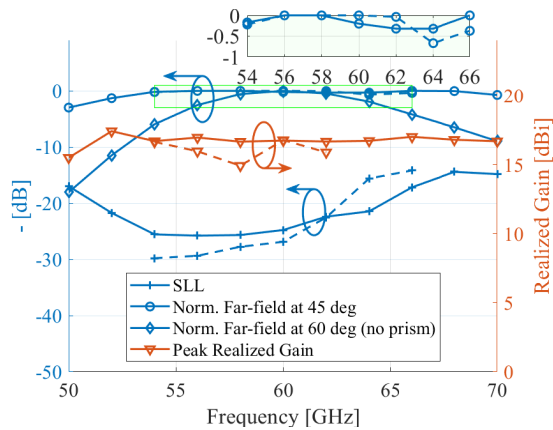 0
-0.5
-1
54 56 58 60 62 64 66
0
-10
-20
-30
-40
-50
- [dB]
20
15
10
5
0
Realized Gain [dBi]
SLL
Norm. Far-field at 45 deg
Norm. Far-field at 60 deg (no prism)
Peak Realized Gain
50 55 60 65 70
Frequency [GHz]